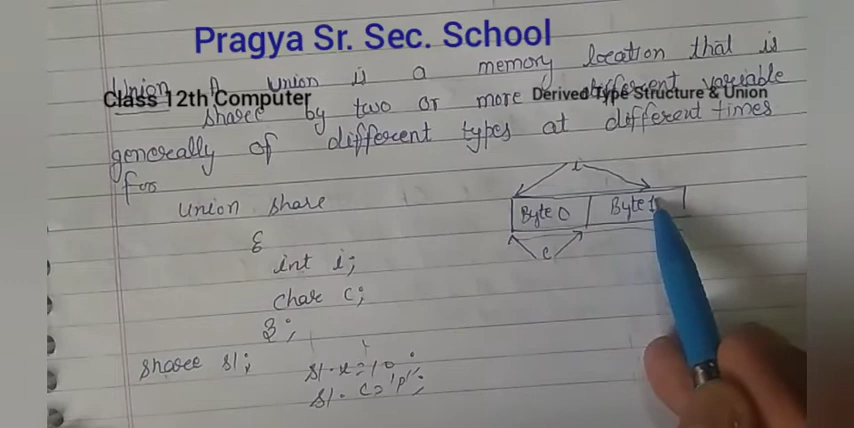 Pragya Sr. Sec. School
Union A union is a memory location that is
Class 12th Computer
Derived Type Structure & Union
shared by two or more different variable
generally of different types at different times
for
union share
{
int i;
char c;
};
share s1;
s1.x=10;
s1.c='p';
i
Byte 0 Byte 1
c